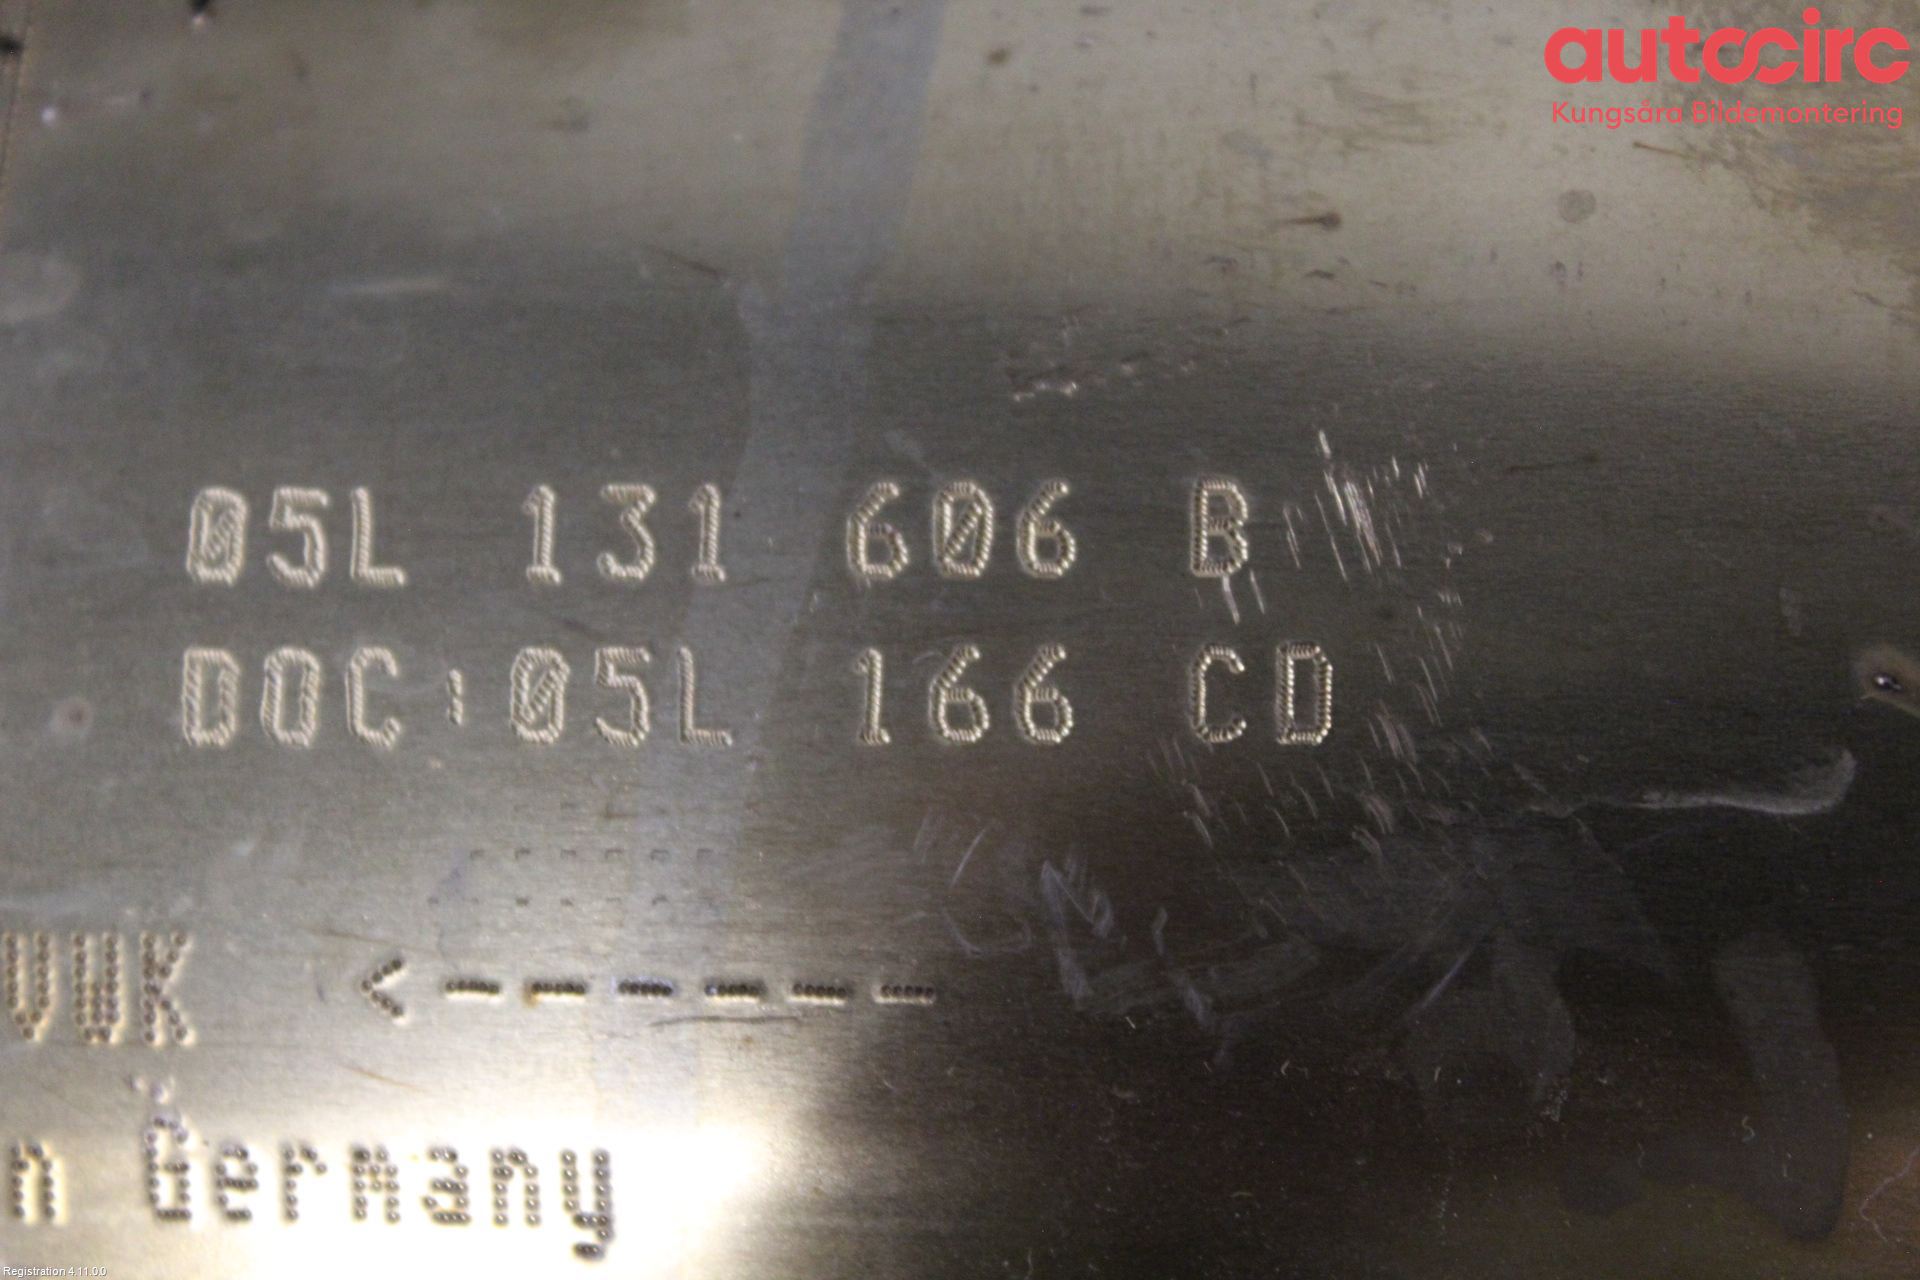 autocirc
Kungsåra Bildemontering
05L 131 606 B
DOC:05L 166 CD
VWK <------
n Germany
Registration 4.11.0.0